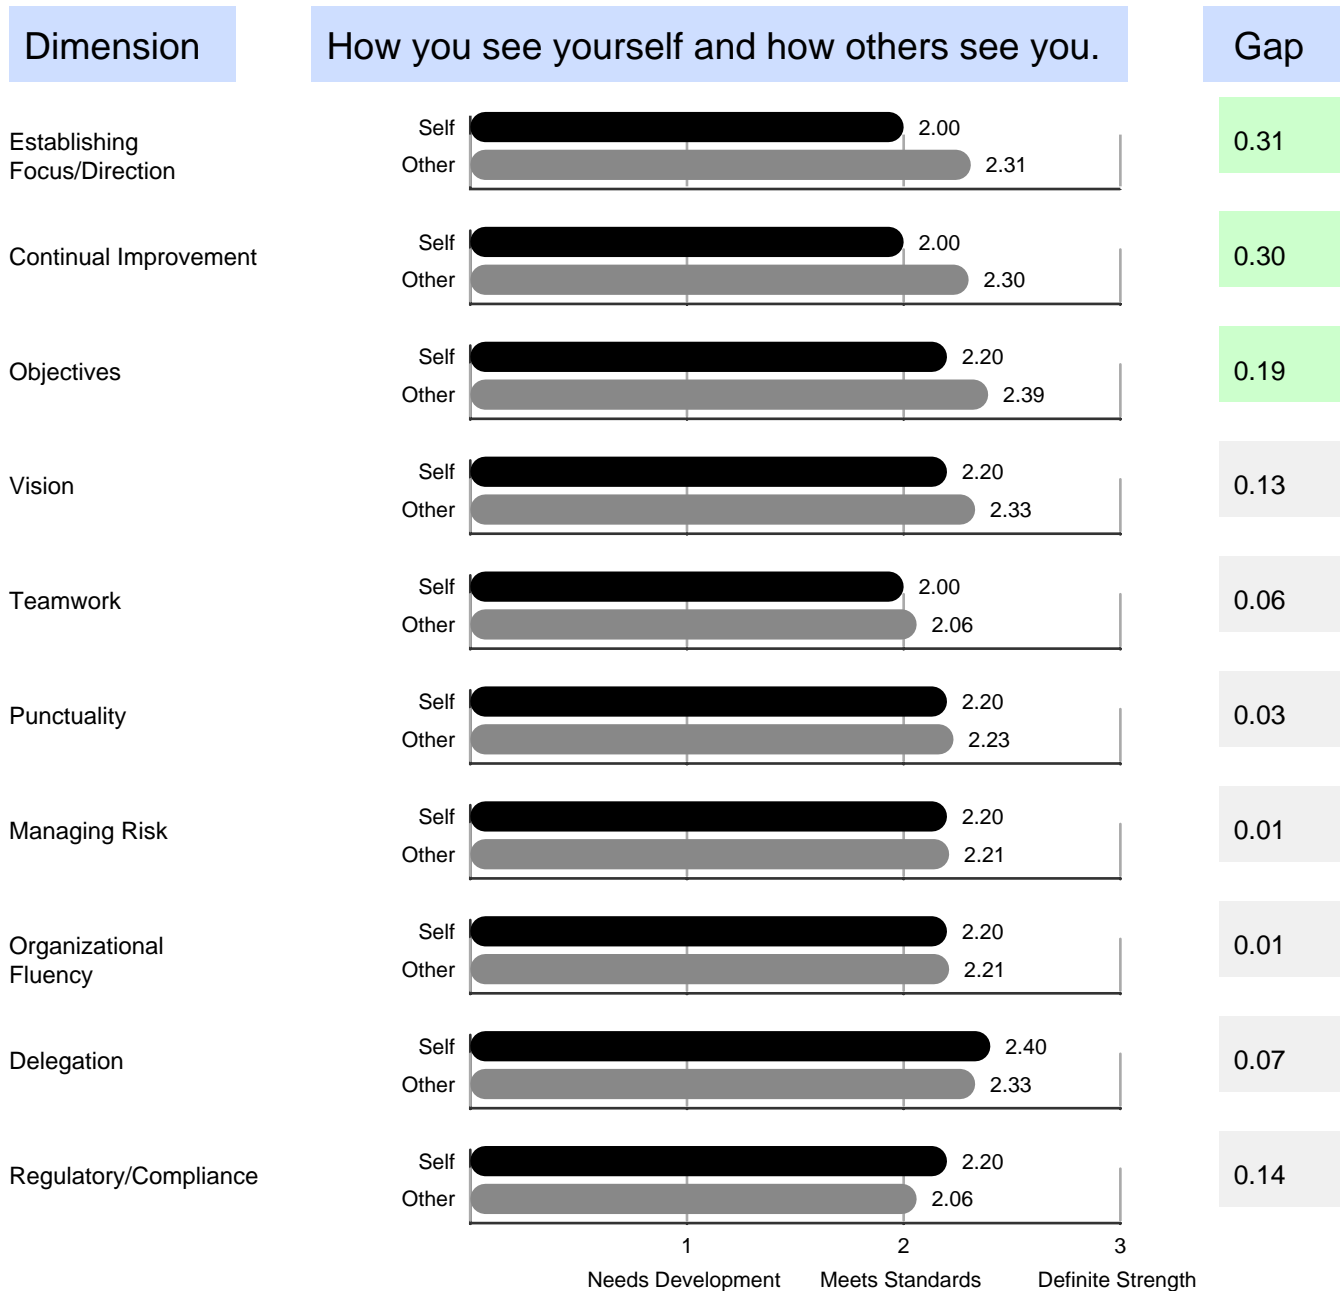 Dimension
How you see yourself and how others see you.
Gap
Establishing
Focus/Direction
Self
2.00
Other
2.31
0.31
Continual Improvement
Self
2.00
Other
2.30
0.30
Objectives
Self
2.20
Other
2.39
0.19
Vision
Self
2.20
Other
2.33
0.13
Teamwork
Self
2.00
Other
2.06
0.06
Punctuality
Self
2.20
Other
2.23
0.03
Managing Risk
Self
2.20
Other
2.21
0.01
Organizational
Fluency
Self
2.20
Other
2.21
0.01
Delegation
Self
2.40
Other
2.33
0.07
Regulatory/Compliance
Self
2.20
Other
2.06
0.14
1
2
3
Needs Development
Meets Standards
Definite Strength